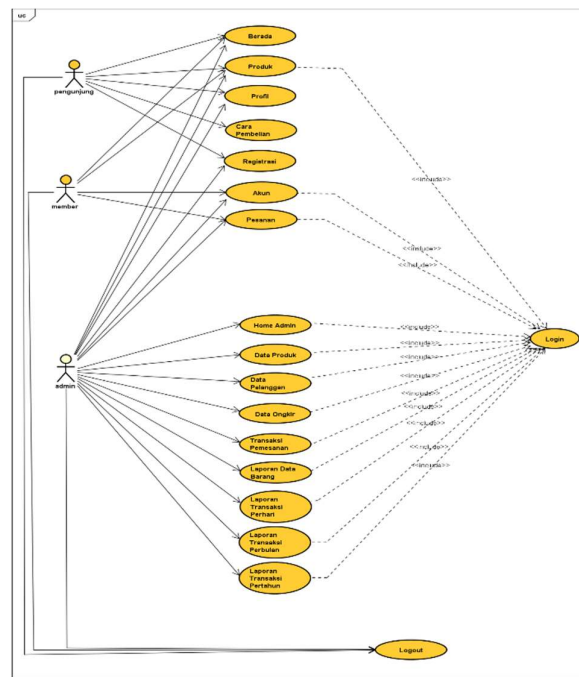 uc
Berada
Produk
Profil
Cara
Pembelian
Registrasi
Akun
Pesanan
pengunjung
member
admin
<<include>>
<<include>>
<<include>>
Home Admin
Data Produk
Data
Pelanggan
Data Ongkir
Transaksi
Pemesanan
Laporan Data
Barang
Laporan
Transaksi
Perhari
Laporan
Transaksi
Perbulan
Laporan
Transaksi
Pertahun
<<include>>
<<include>>
<<include>>
<<include>>
<<include>>
<<include>>
<<include>>
<<include>>
<<include>>
Login
Logout